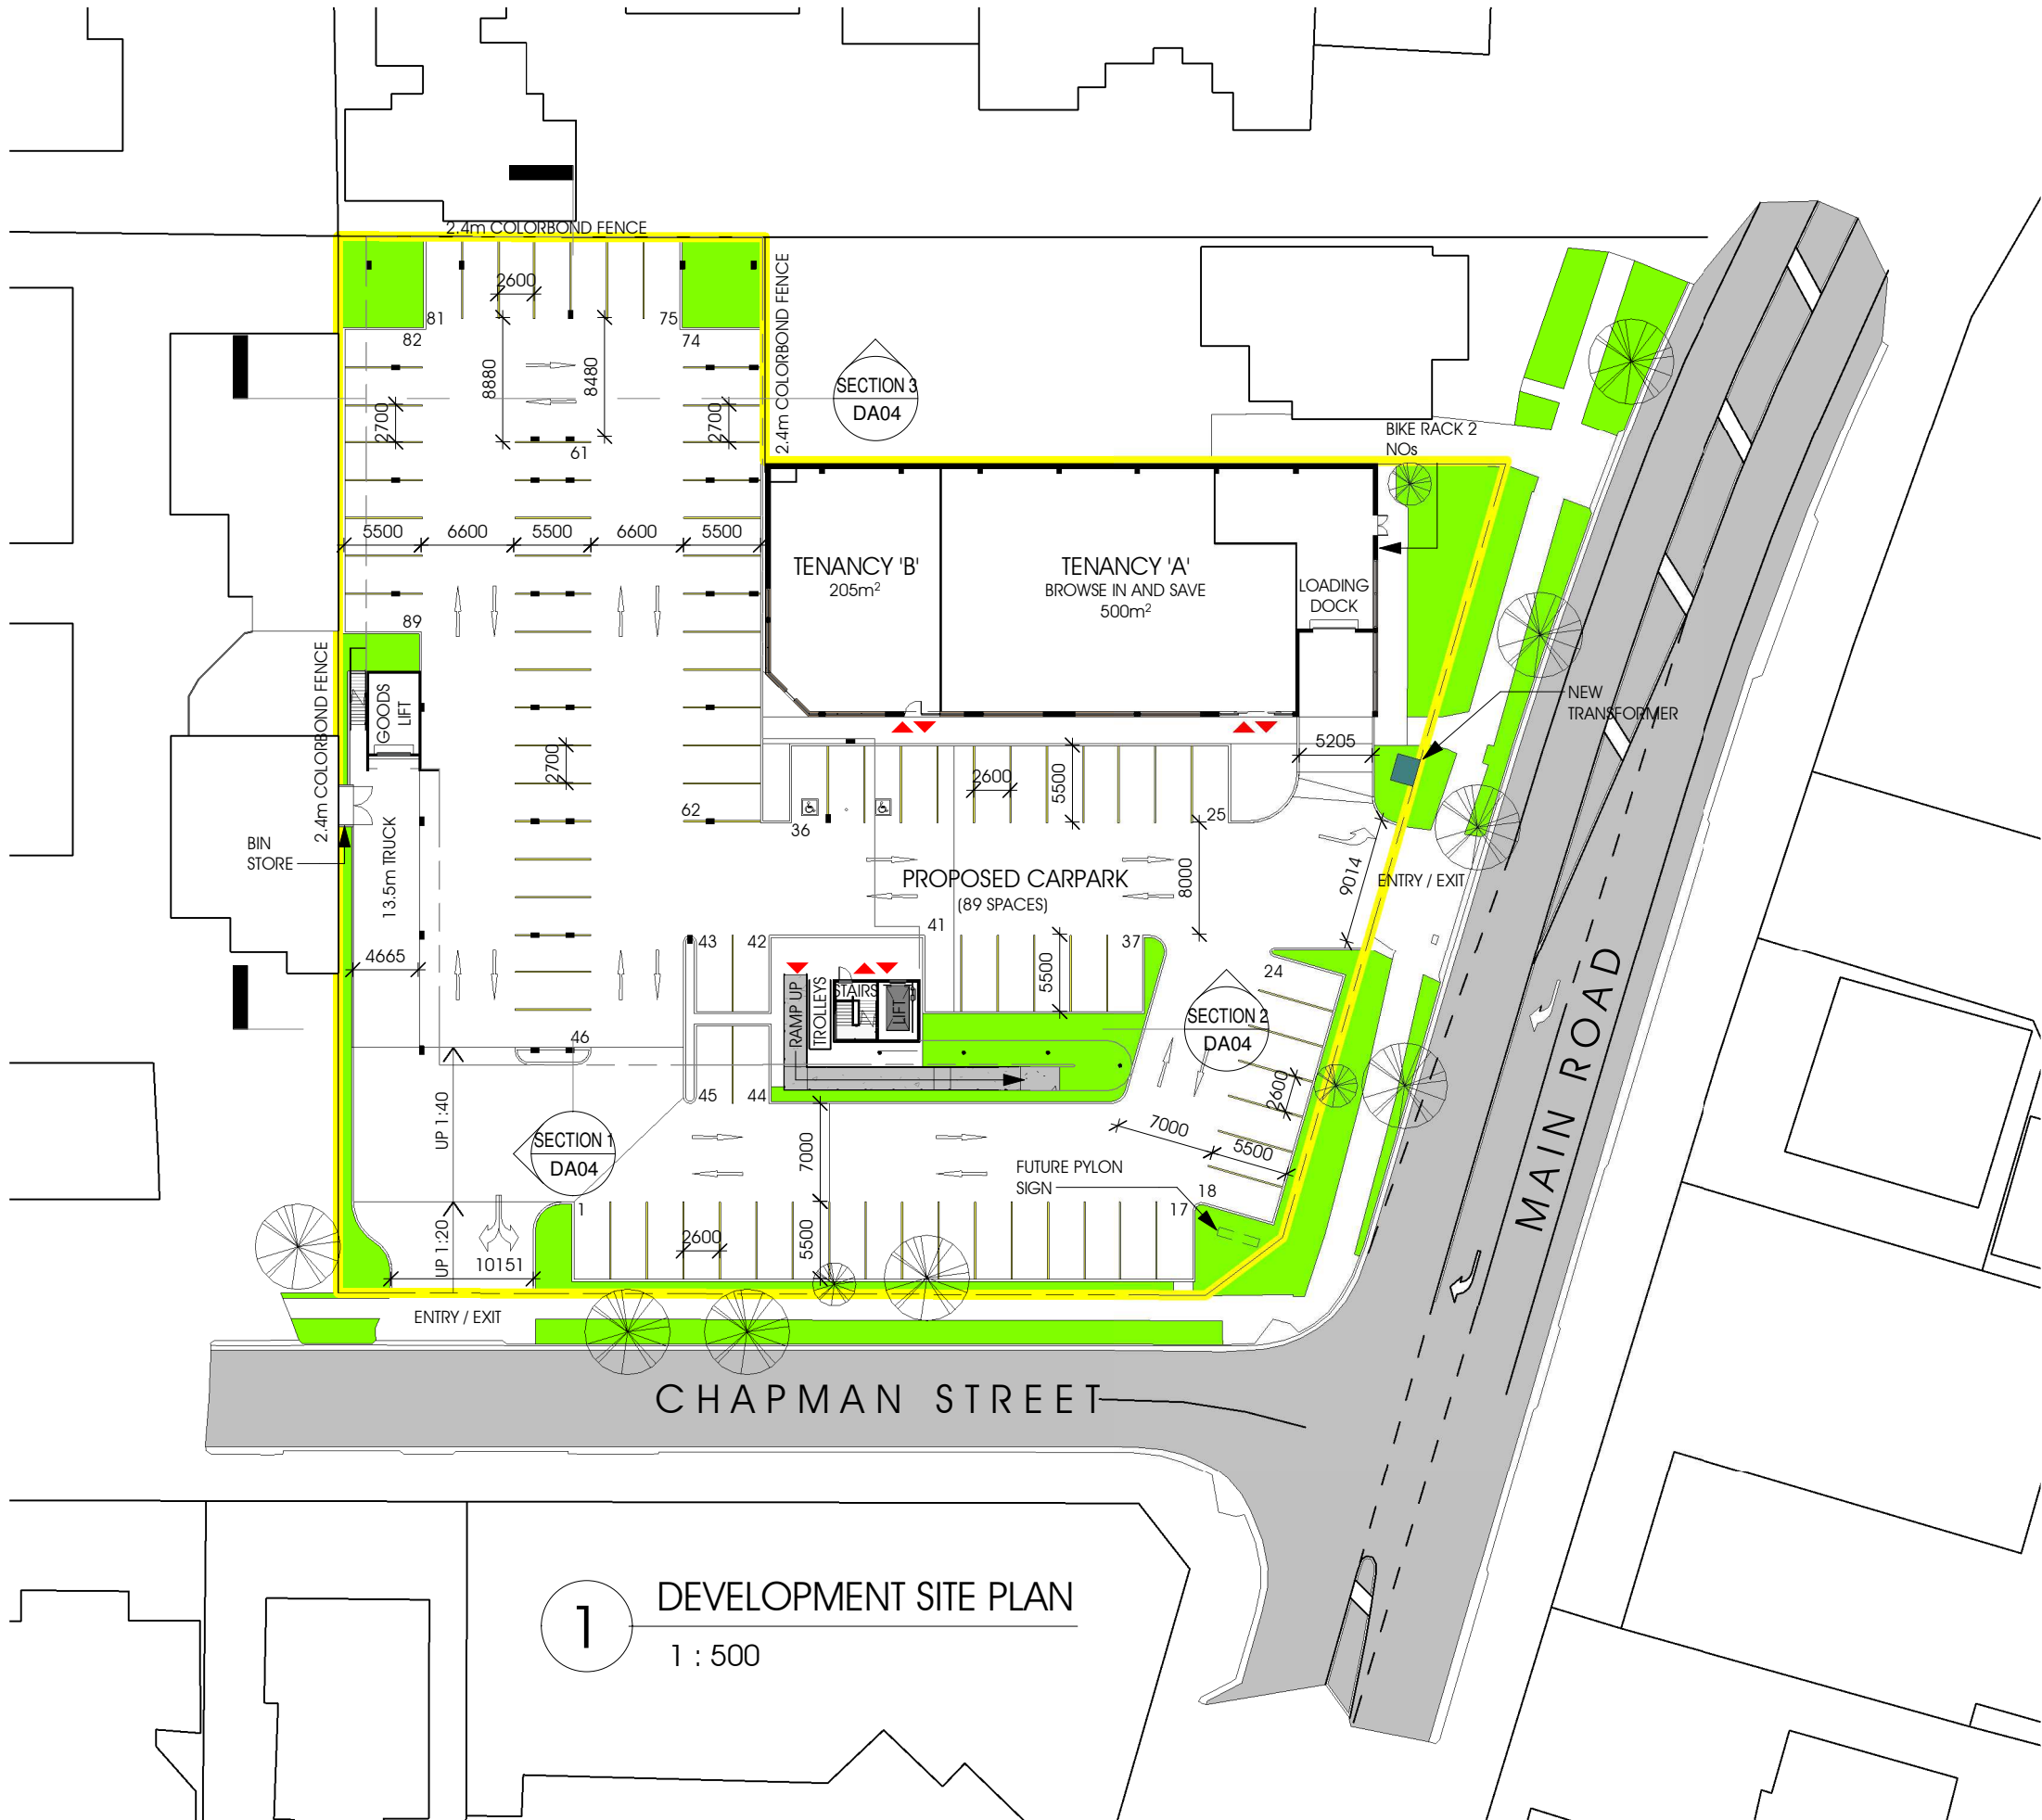 2.4m COLORBOND FENCE
2.4m COLORBOND FENCE
2600
81
75
82
74
8880
8480
2700
2700
61
SECTION 3
DA04
BIKE RACK 2
NOs
5500
6600
5500
6600
5500
TENANCY 'B'
205m²
TENANCY 'A'
BROWSE IN AND SAVE
500m²
LOADING
DOCK
89
2.4m COLORBOND FENCE
GOODS
LIFT
NEW
TRANSFORMER
5205
2700
2600
5500
62
36
25
BIN
STORE
13.5m TRUCK
PROPOSED CARPARK
(89 SPACES)
8000
9014
ENTRY / EXIT
4665
43
42
41
37
5500
24
RAMP UP
TROLLEYS
STAIRS
LIFT
SECTION 2
DA04
46
45
44
2600
UP 1:40
SECTION 1
DA04
7000
7000
5500
FUTURE PYLON
SIGN
1
17
18
UP 1:20
10151
2600
5500
ENTRY / EXIT
MAIN ROAD
CHAPMAN STREET
1
DEVELOPMENT SITE PLAN
1 : 500